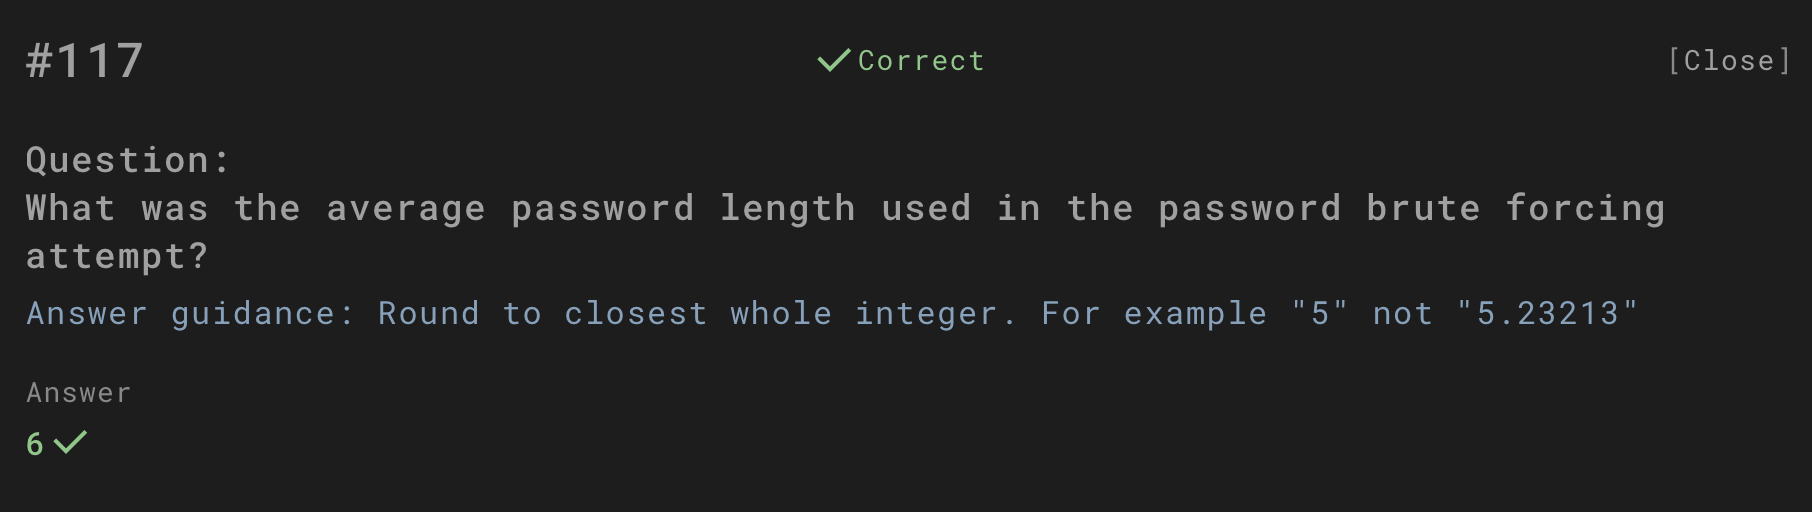 #117
Correct
[Close]
Question:
What was the average password length used in the password brute forcing
attempt?
Answer guidance: Round to closest whole integer. For example "5" not "5.23213"
Answer
6